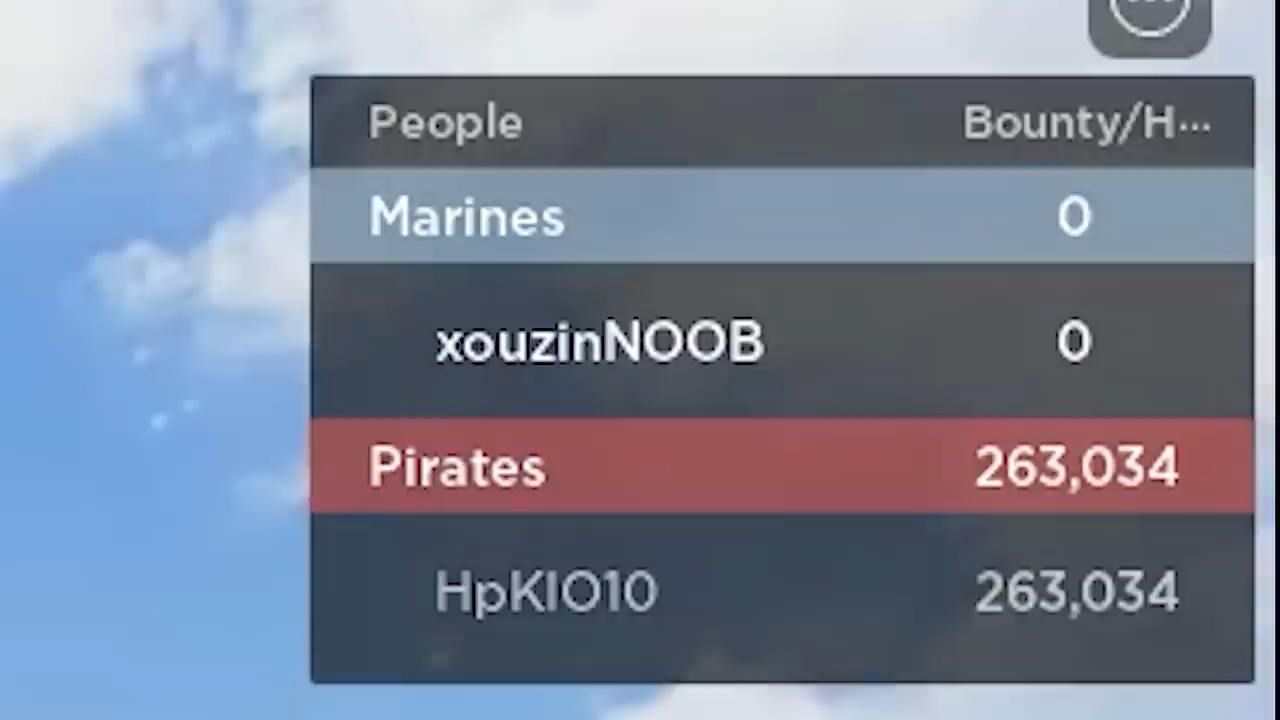 People Bounty/H...
Marines 0
xouzinNOOB 0
Pirates 263,034
HpKIO10 263,034